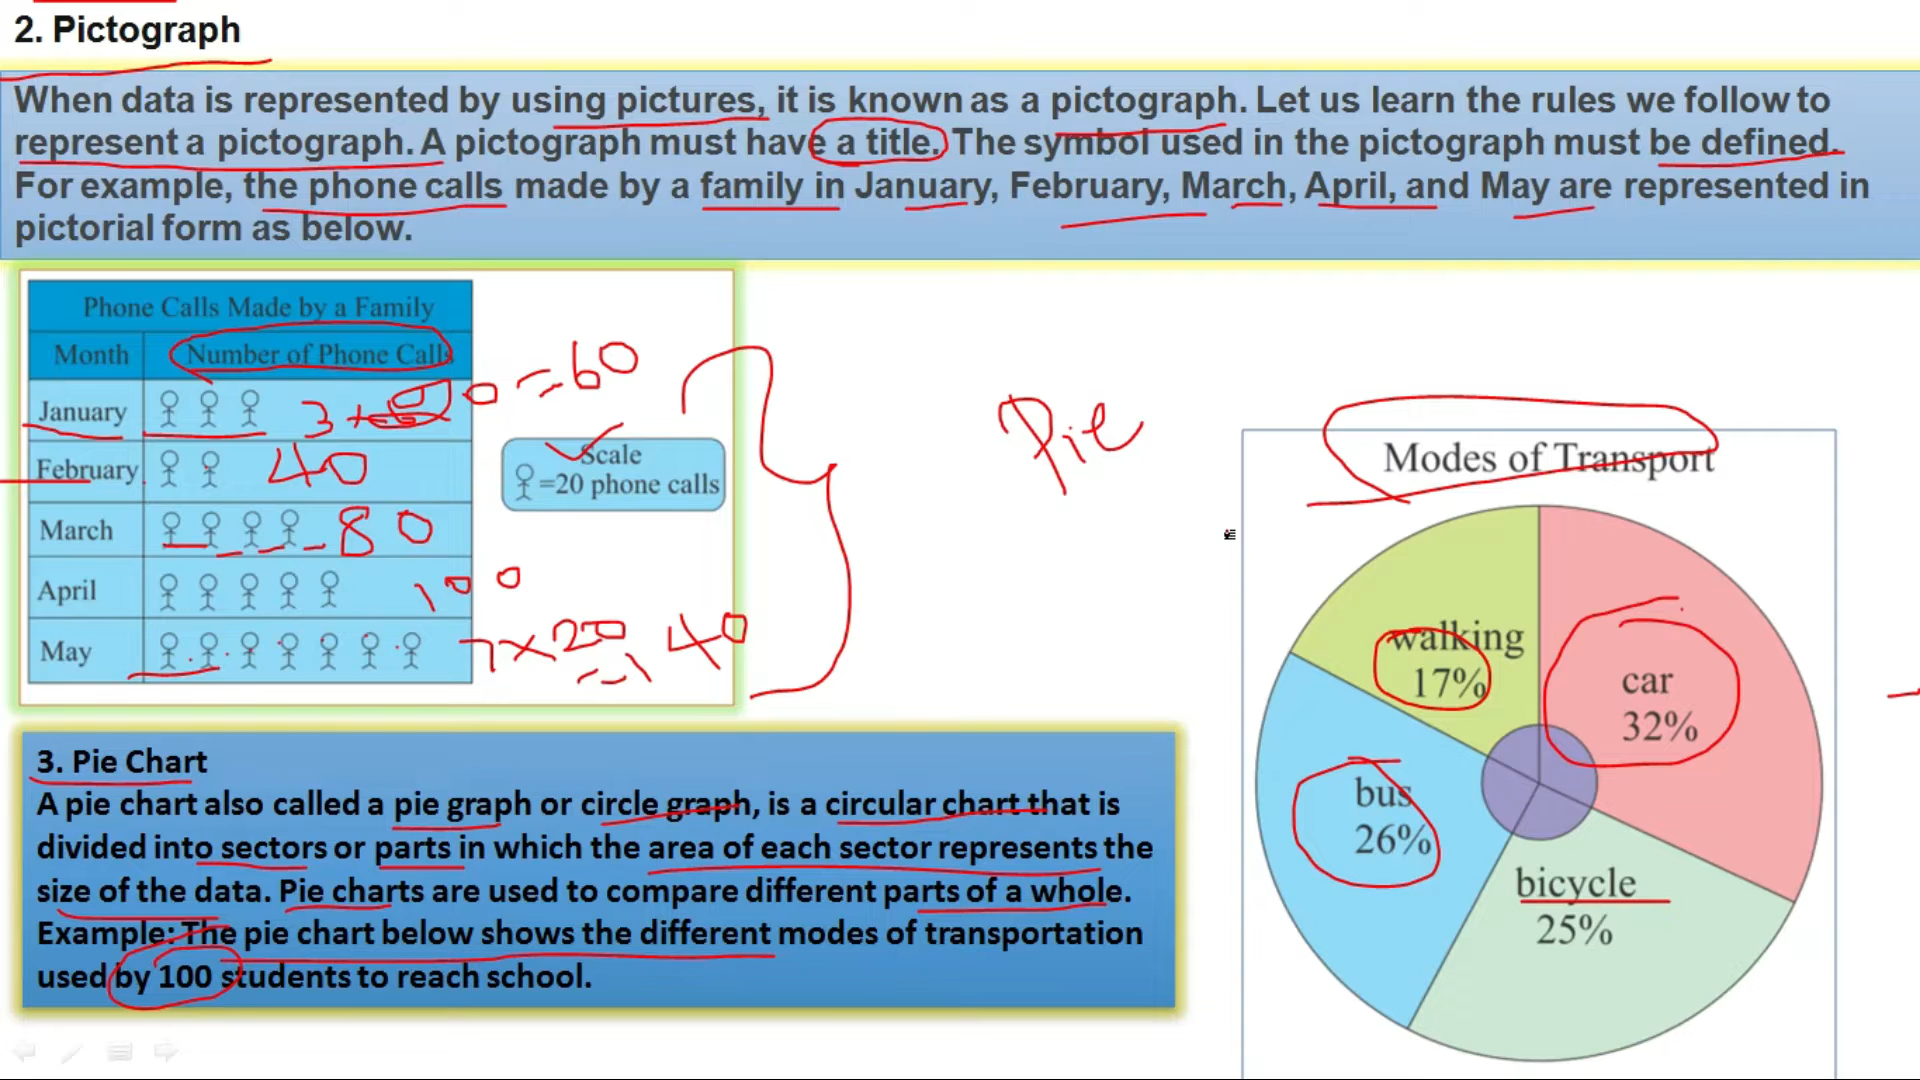 2. Pictograph
When data is represented by using pictures, it is known as a pictograph. Let us learn the rules we follow to
represent a pictograph. A pictograph must have a title. The symbol used in the pictograph must be defined.
For example, the phone calls made by a family in January, February, March, April, and May are represented in
pictorial form as below.
Phone Calls Made by a Family
Month Number of Phone Calls
January 3 0 =60
February 40
March 80
April 100
May 7x20
=140
Scale
=20 phone calls
Pie
Modes of Transport
walking
17%
car
32%
bus
26%
bicycle
25%
3. Pie Chart
A pie chart also called a pie graph or circle graph, is a circular chart that is
divided into sectors or parts in which the area of each sector represents the
size of the data. Pie charts are used to compare different parts of a whole.
Example: The pie chart below shows the different modes of transportation
used by 100 students to reach school.